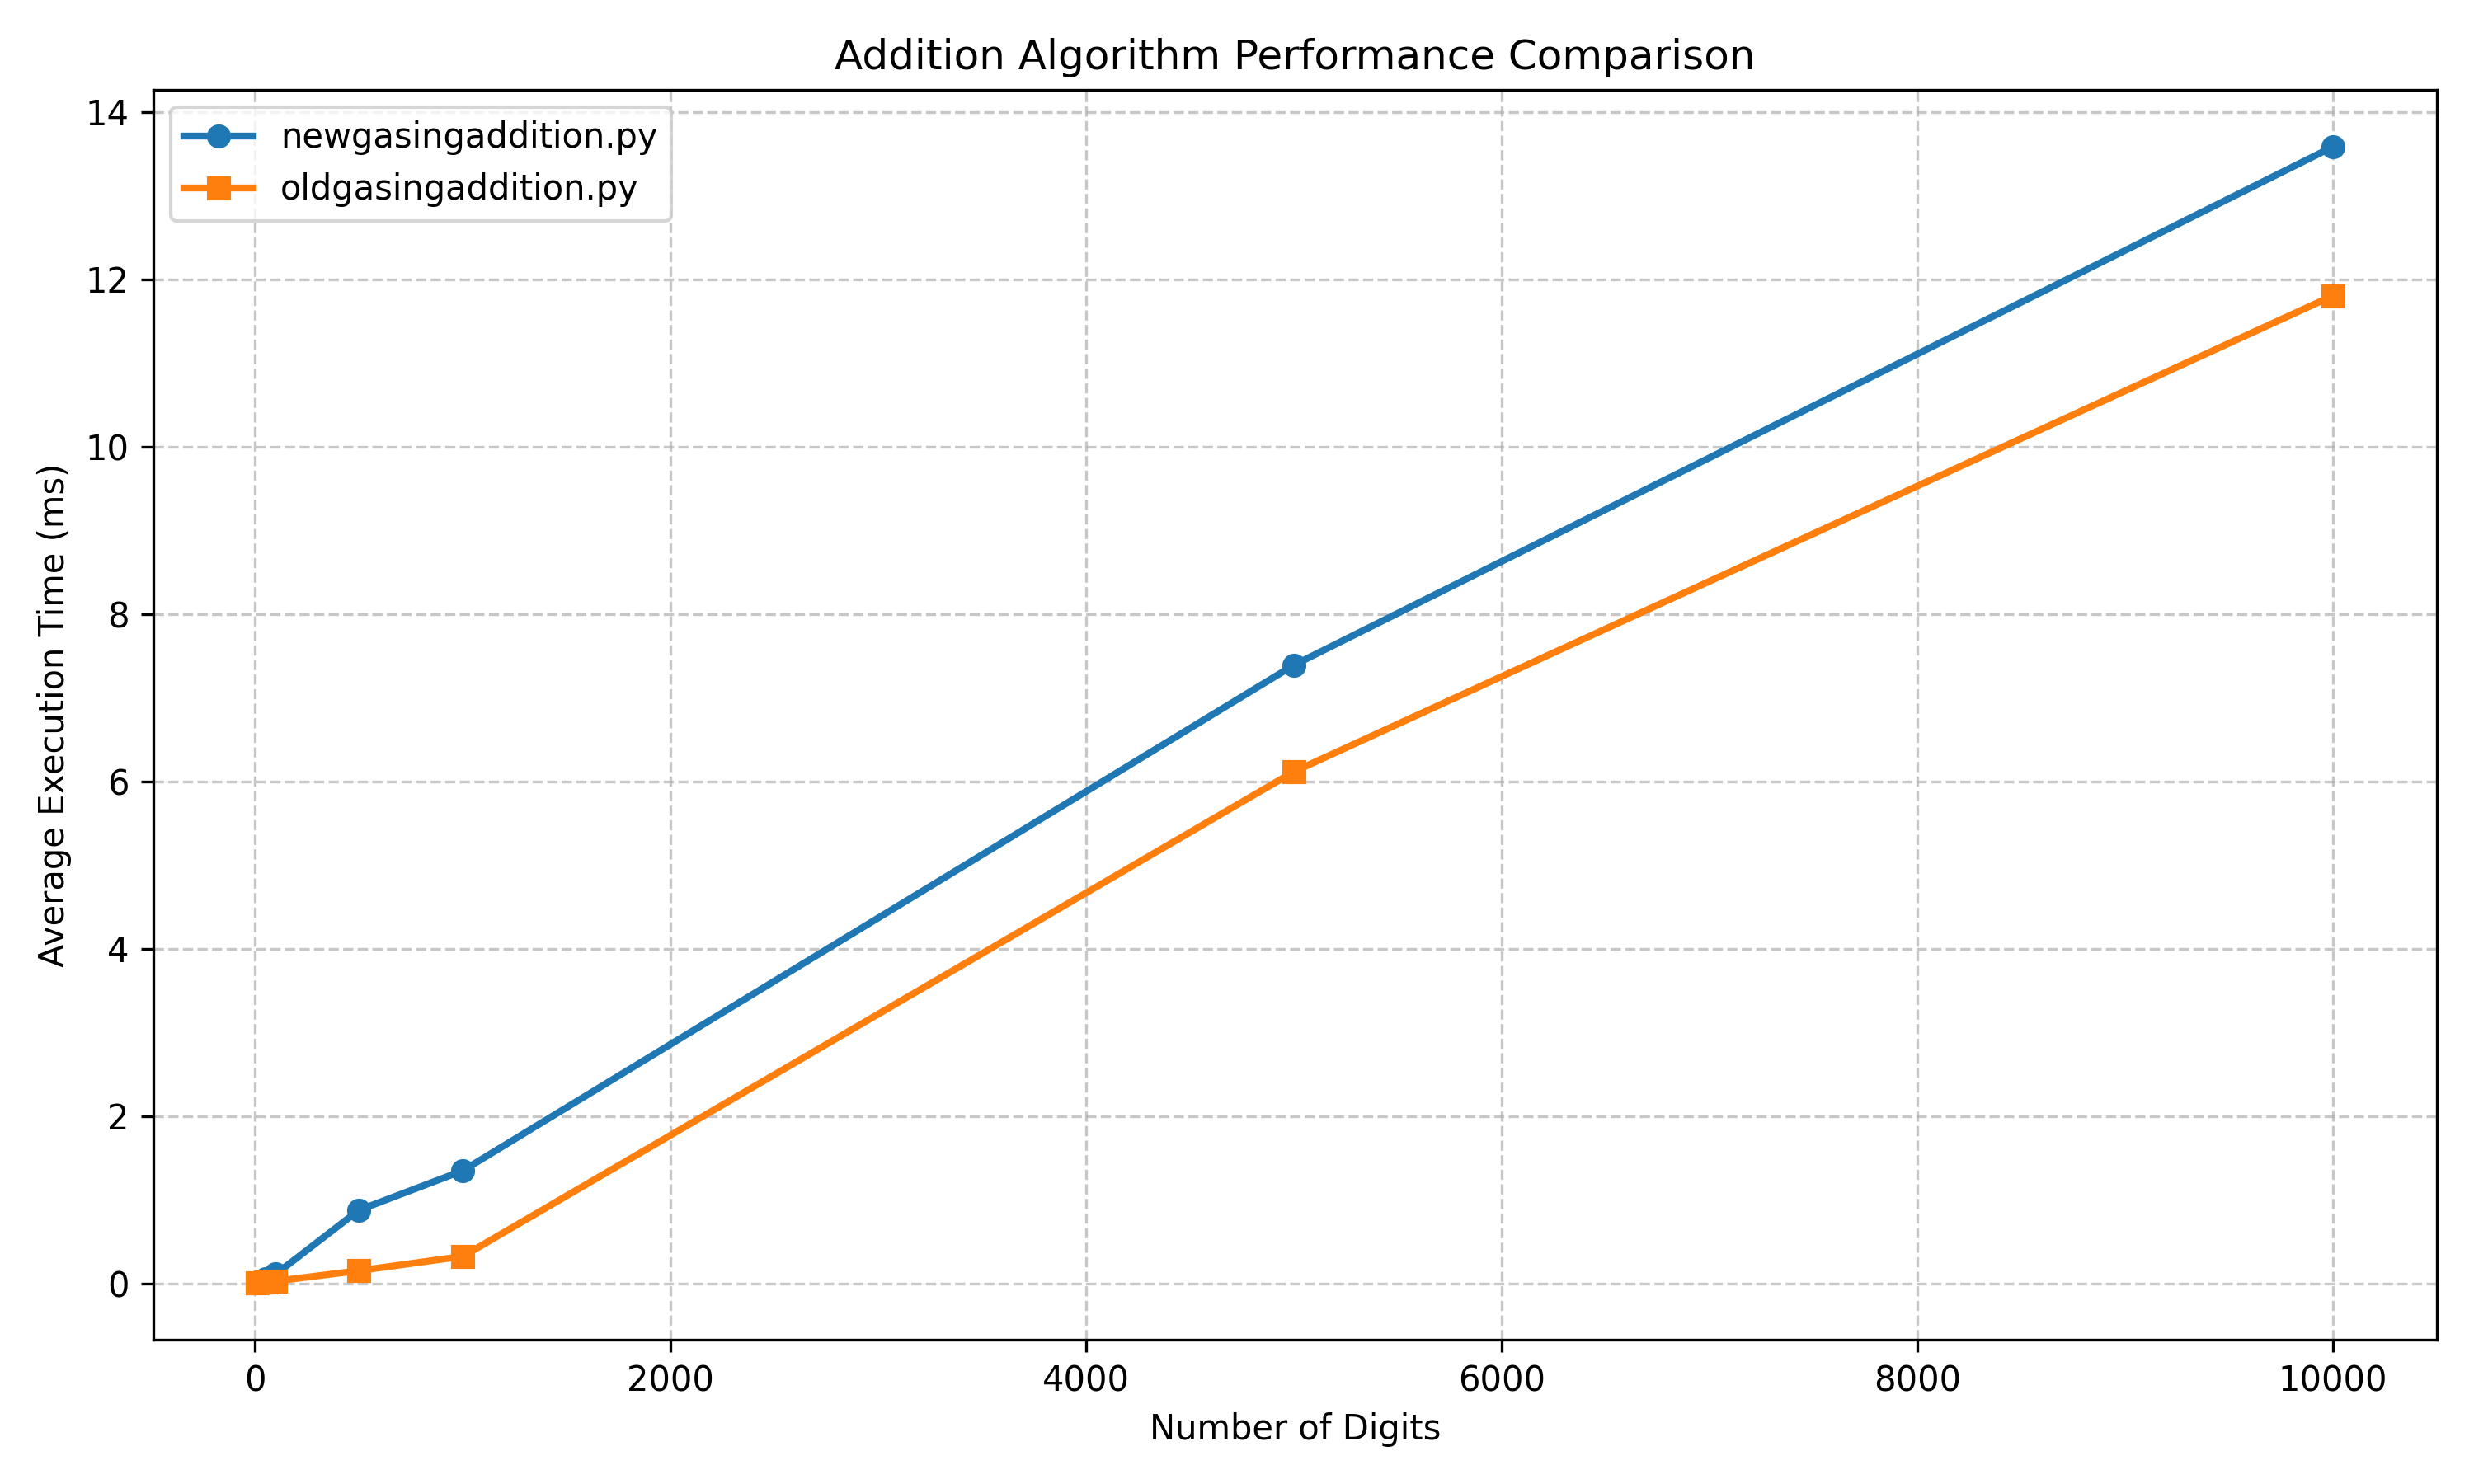 Addition Algorithm Performance Comparison
newgasingaddition.py
oldgasingaddition.py
14
12
10
8
6
4
2
0
Average Execution Time (ms)
0 2000 4000 6000 8000 10000
Number of Digits